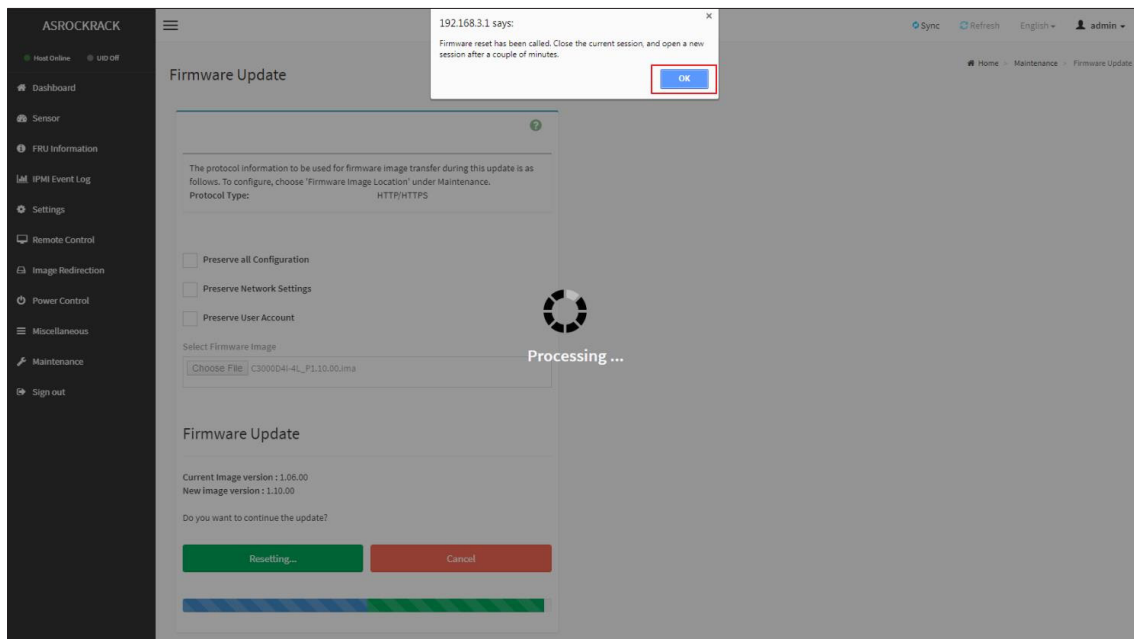 ASROCKRACK
Host Online
UID Off
Dashboard
Sensor
FRU Information
IPMI Event Log
Settings
Remote Control
Image Redirection
Power Control
Miscellaneous
Maintenance
Sign out
192.168.3.1 says:
Firmware reset has been called. Close the current session, and open a new
session after a couple of minutes.
OK
Sync
Refresh
English
admin
Home
Maintenance
Firmware Update
Firmware Update
The protocol information to be used for firmware image transfer during this update is as
follows. To configure, choose 'Firmware Image Location' under Maintenance.
Protocol Type: HTTP/HTTPS
Preserve all Configuration
Preserve Network Settings
Preserve User Account
Select Firmware Image
Choose File C3000D4I-4L_P1.10.00.ima
Processing ...
Firmware Update
Current Image version : 1.06.00
New image version : 1.10.00
Do you want to continue the update?
Resetting...
Cancel